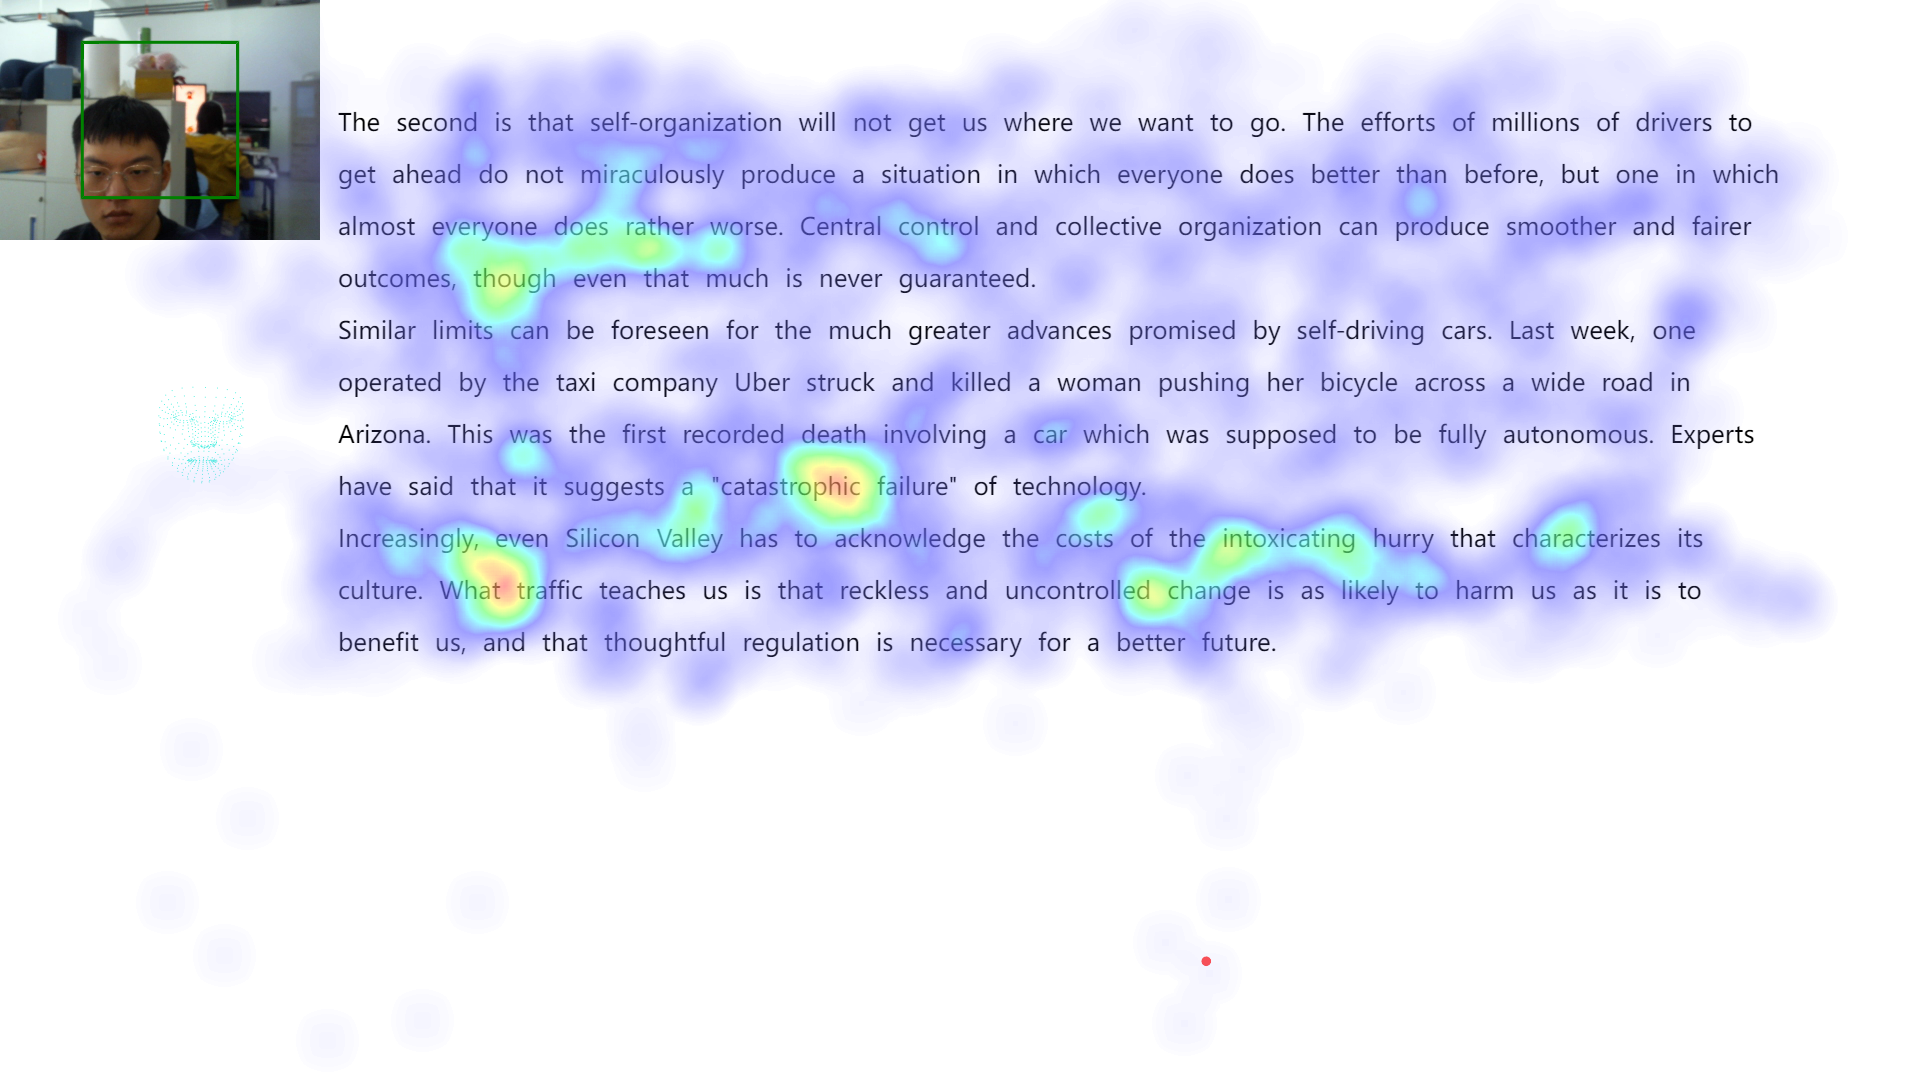 The second is that self-organization will not get us where we want to go. The efforts of millions of drivers to
get ahead do not miraculously produce a situation in which everyone does better than before, but one in which
almost everyone does rather worse. Central control and collective organization can produce smoother and fairer
outcomes, though even that much is never guaranteed.
Similar limits can be foreseen for the much greater advances promised by self-driving cars. Last week, one
operated by the taxi company Uber struck and killed a woman pushing her bicycle across a wide road in
Arizona. This was the first recorded death involving a car which was supposed to be fully autonomous. Experts
have said that it suggests a "catastrophic failure" of technology.
Increasingly, even Silicon Valley has to acknowledge the costs of the intoxicating hurry that characterizes its
culture. What traffic teaches us is that reckless and uncontrolled change is as likely to harm us as it is to
benefit us, and that thoughtful regulation is necessary for a better future.